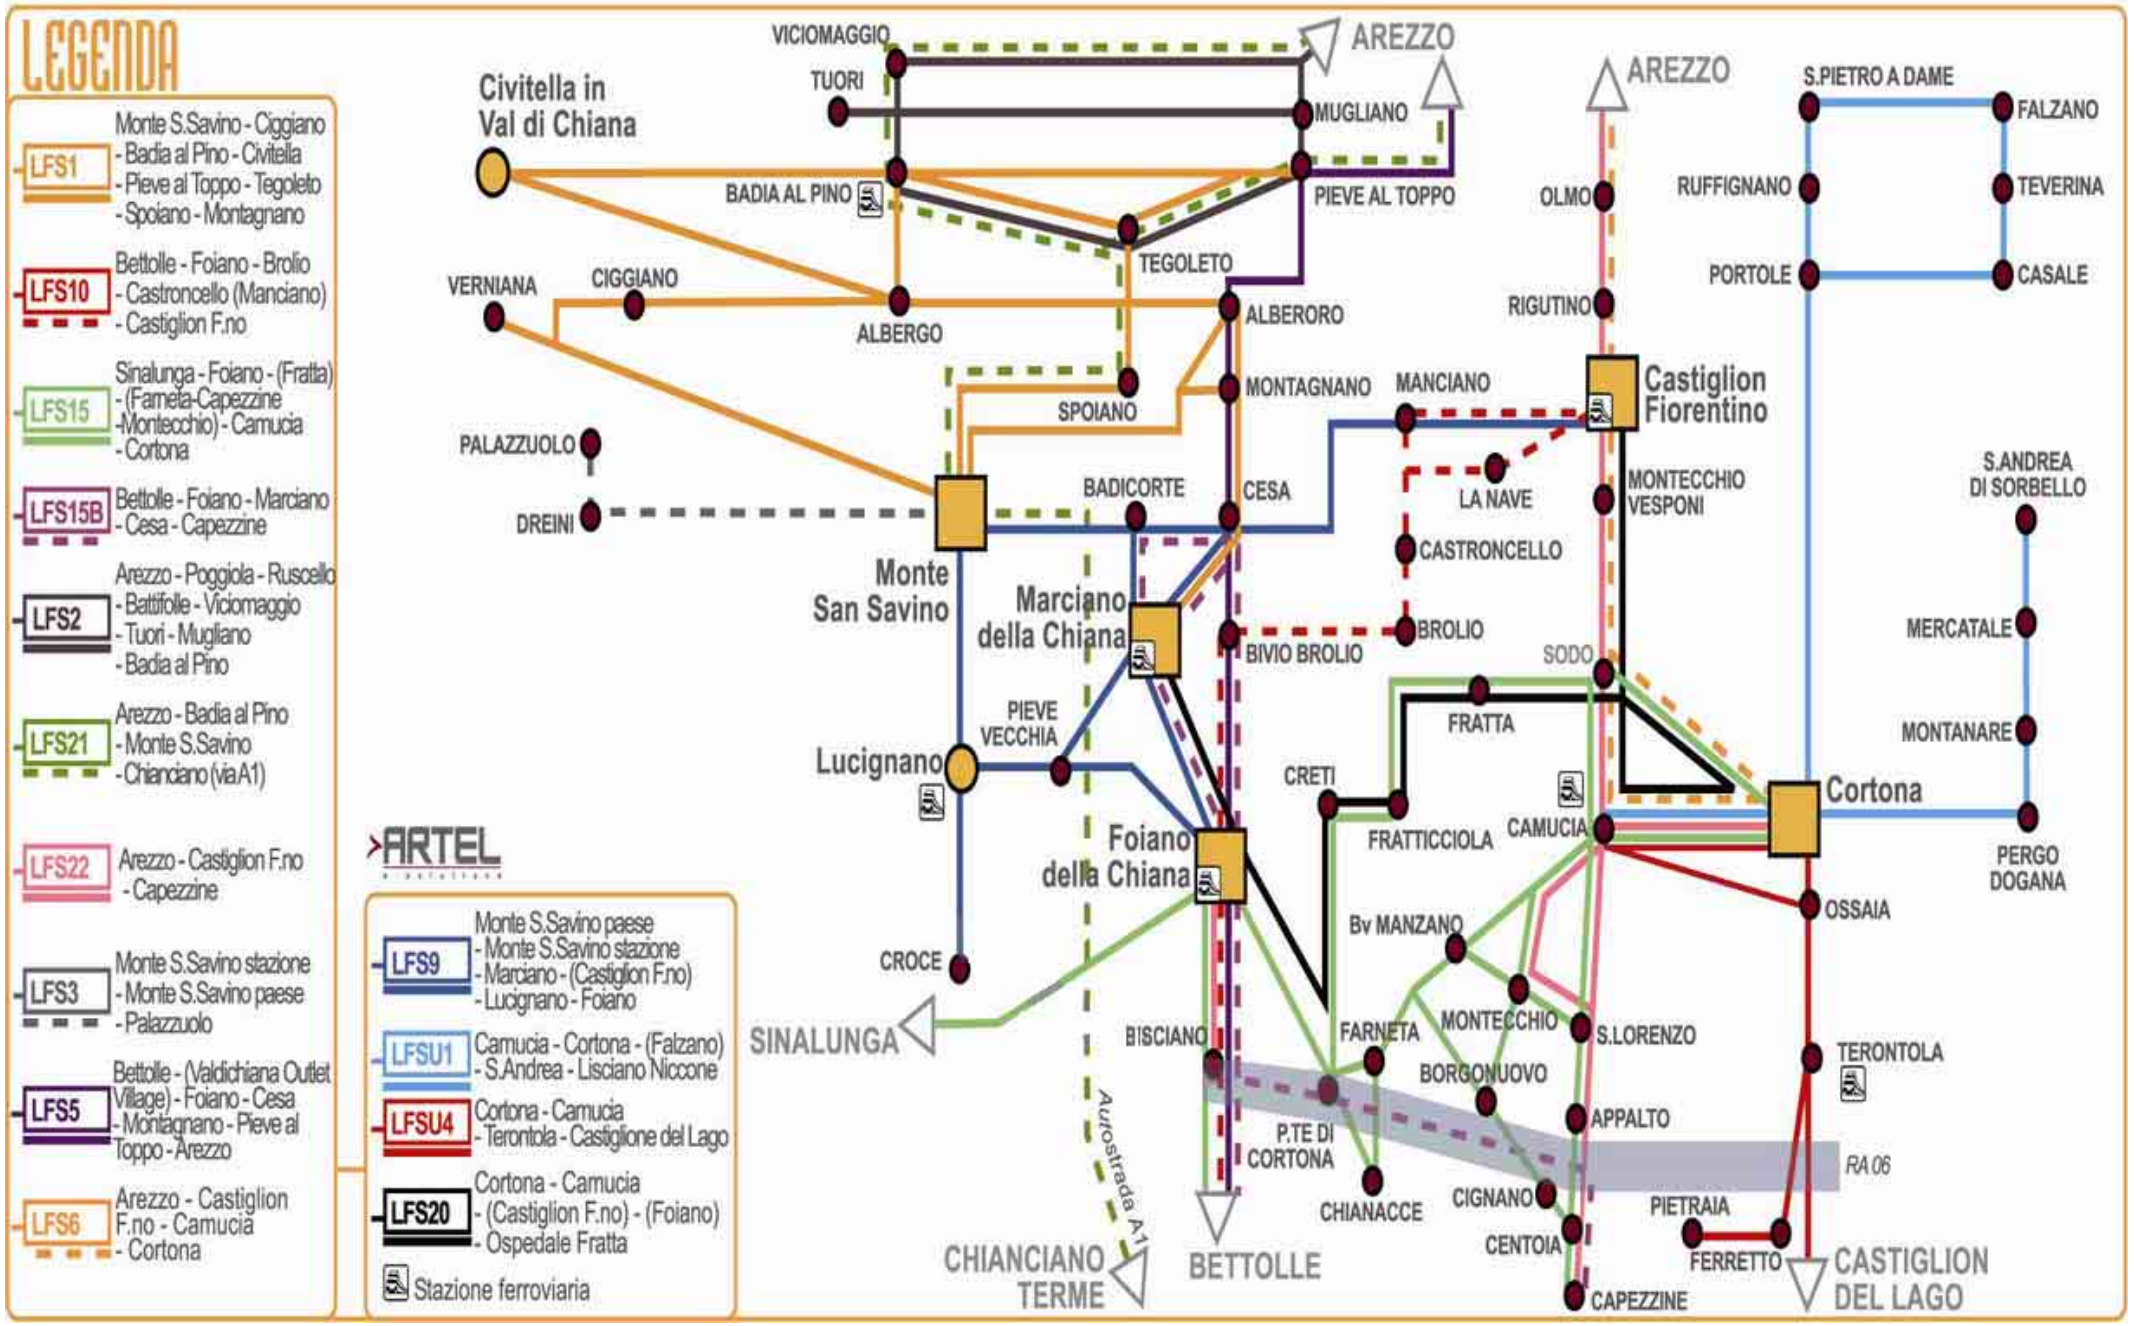 LEGENDA
LFS1
Monte S.Savino - Ciggiano
- Badia al Pino - Civitella
- Pieve al Toppo - Tegoleto
- Spoiano - Montagnano
LFS10
Bettolle - Foiano - Brolio
- Castroncello (Manciano)
- Castiglion F.no
LFS15
Sinalunga - Foiano - (Fratta)
- (Farneta-Capezzine
-Montecchio) - Camucia
- Cortona
LFS15B
Bettolle - Foiano - Marciano
- Cesa - Capezzine
LFS2
Arezzo - Poggiola - Ruscello
- Battifolle - Viciomaggio
- Tuori - Mugliano
- Badia al Pino
LFS21
Arezzo - Badia al Pino
- Monte S.Savino
- Chianciano (via A1)
LFS22
Arezzo - Castiglion F.no
- Capezzine
LFS3
Monte S.Savino stazione
- Monte S.Savino paese
- Palazzuolo
LFS5
Bettolle - (Valdichiana Outlet
Village) - Foiano - Cesa
- Montagnano - Pieve al
Toppo - Arezzo
LFS6
Arezzo - Castiglion
F.no - Camucia
- Cortona
ARTEL
LFS9
Monte S.Savino paese
- Monte S.Savino stazione
- Marciano - (Castiglion F.no)
- Lucignano - Foiano
LFSU1
Camucia - Cortona - (Falzano)
- S.Andrea - Lisciano Niccone
LFSU4
Cortona - Camucia
- Terontola - Castiglione del Lago
LFS20
Cortona - Camucia
- (Castiglion F.no) - (Foiano)
- Ospedale Fratta
Stazione ferroviaria
VICIOMAGGIO
AREZZO
TUORI
Civitella in
Val di Chiana
MUGLIANO
BADIA AL PINO
PIEVE AL TOPPO
TEGOLETO
VERNIANA
CIGGIANO
ALBERGO
ALBERORO
SPOIANO
MONTAGNANO
MANCIANO
PALAZZUOLO
DREINI
BADICORTE
CESA
LA NAVE
Monte
San Savino
Marciano
della Chiana
CASTRONCELLO
BROLIO
BIVIO BROLIO
PIEVE
VECCHIA
Lucignano
CROCE
Foiano
della Chiana
SINALUNGA
AREZZO
OLMO
RIGUTINO
Castiglion
Fiorentino
MONTECCHIO
VESPONI
SODO
FRATTA
CRETI
FRATTICCIOLA
CAMUCIA
Cortona
S.PIETRO A DAME
FALZANO
RUFFIGNANO
TEVERINA
PORTOLE
CASALE
S.ANDREA
DI SORBELLO
MERCATALE
MONTANARE
PERGO
DOGANA
OSSAIA
Bv MANZANO
MONTECCHIO
S.LORENZO
BISCIANO
FARNETA
BORGONUOVO
APPALTO
TERONTOLA
P.TE DI
CORTONA
CHIANACCE
CIGNANO
CENTOIA
CAPEZZINE
RA 06
PIETRAIA
FERRETTO
Autostrada A1
CHIANCIANO
TERME
BETTOLLE
CASTIGLION
DEL LAGO